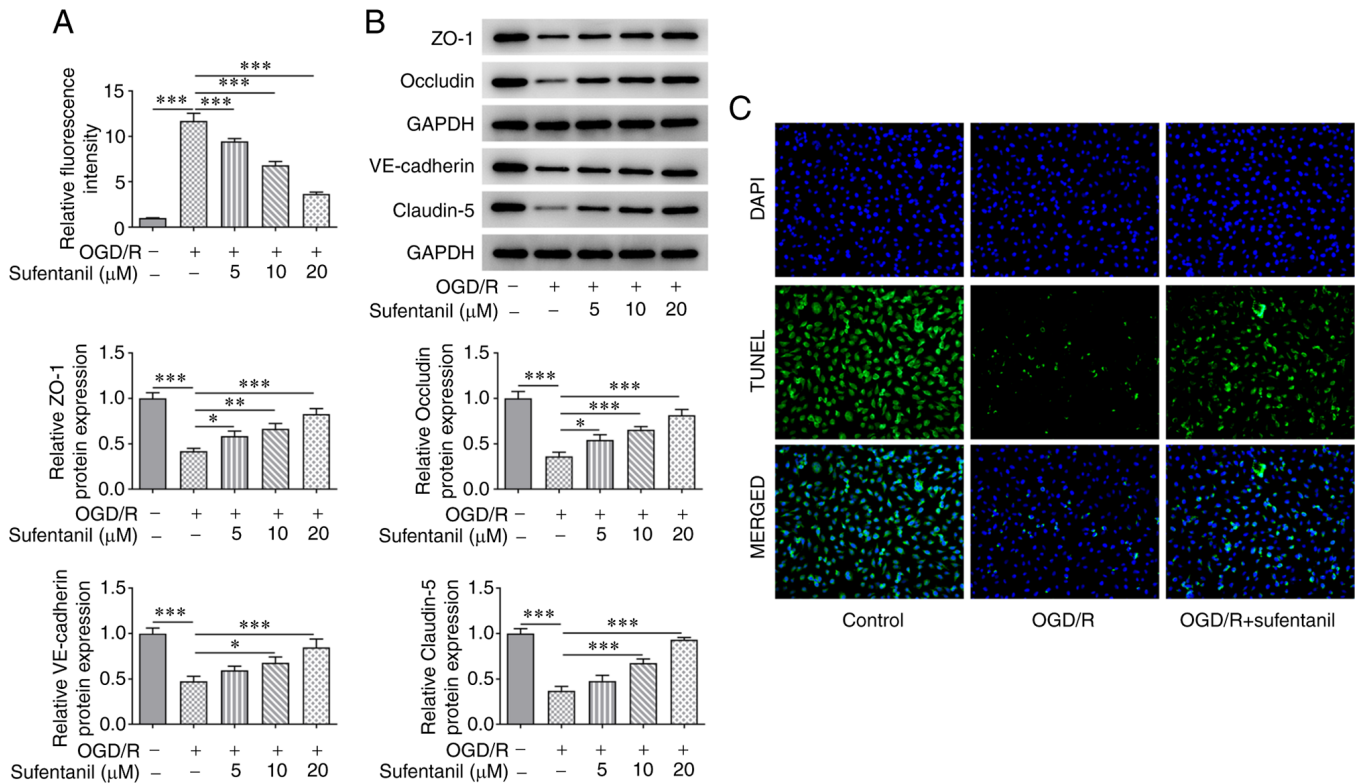 A
Relative fluorescence
intensity
15
10
5
0
***
***
***
***
OGD/R − + + + +
Sufentanil (μM) − − 5 10 20
B
ZO-1
Occludin
GAPDH
VE-cadherin
Claudin-5
GAPDH
OGD/R − + + + +
Sufentanil (μM) − − 5 10 20
Relative ZO-1
protein expression
1.5
1.0
0.5
0.0
***
***
**
*
OGD/R − + + + +
Sufentanil (μM) − − 5 10 20
Relative Occludin
protein expression
1.5
1.0
0.5
0.0
***
***
***
*
OGD/R − + + + +
Sufentanil (μM) − − 5 10 20
Relative VE-cadherin
protein expression
1.5
1.0
0.5
0.0
***
***
*
OGD/R − + + + +
Sufentanil (μM) − − 5 10 20
Relative Claudin-5
protein expression
1.5
1.0
0.5
0.0
***
***
***
OGD/R − + + + +
Sufentanil (μM) − − 5 10 20
C
DAPI
TUNEL
MERGED
Control OGD/R OGD/R+sufentanil